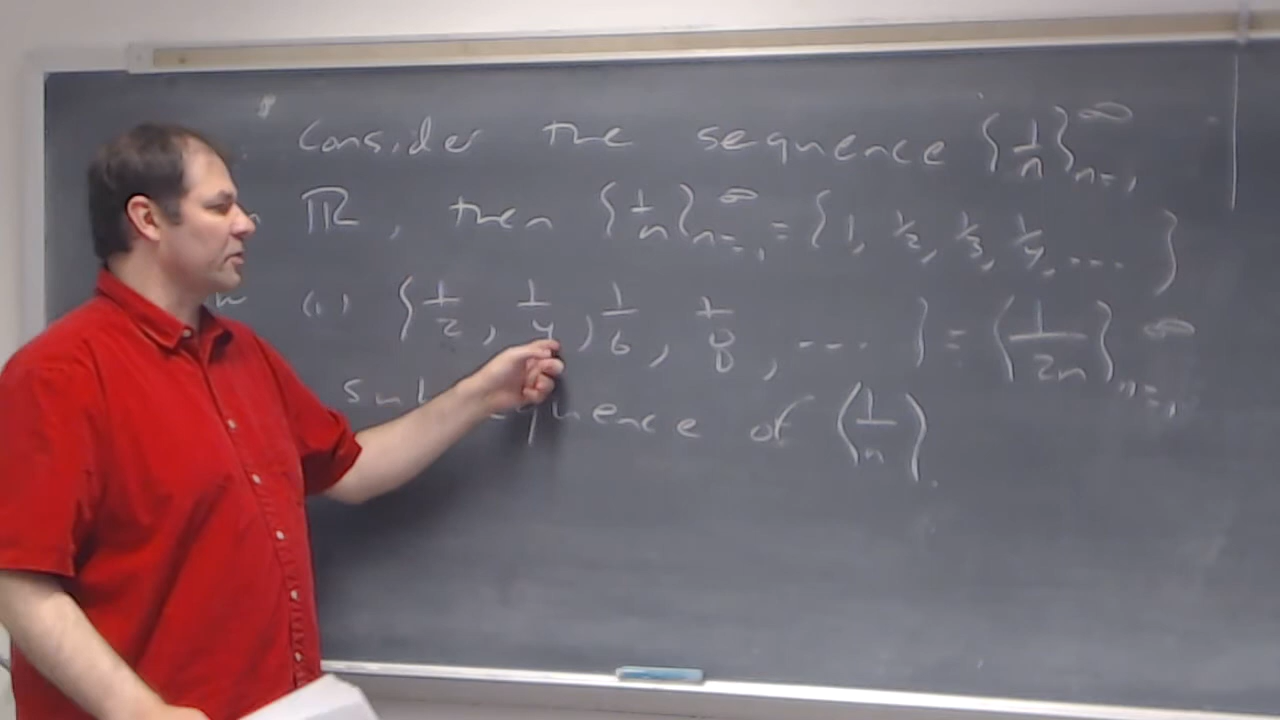 Consider the sequence {1/n}_{n=1}^∞
ℝ, then {1/n}_{n=1}^∞ = {1, 1/2, 1/3, 1/4, ... }
(1) {1/2, 1/4, 1/6, 1/8, ... } = {1/2n}_{n=1}^∞
of {1/n}.